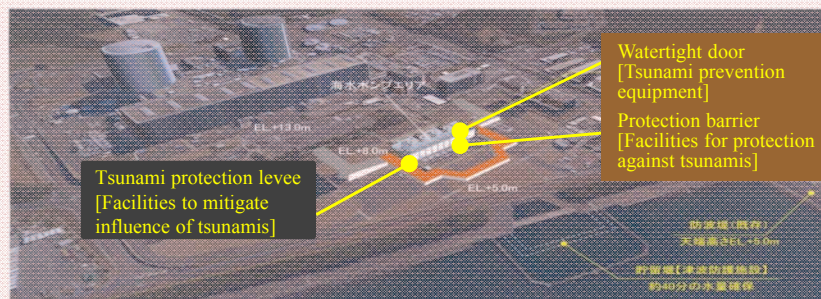 Watertight door
[Tsunami prevention
equipment]
Protection barrier
[Facilities for protection
against tsunamis]
海水ポンプエリア
EL.+13.0m
EL.+6.0m
Tsunami protection levee
[Facilities to mitigate
influence of tsunamis]
EL.+5.0m
防波堤(既存)
天端高さEL.+5.0m
貯留堰【津波防護施設】
約40分の水量確保